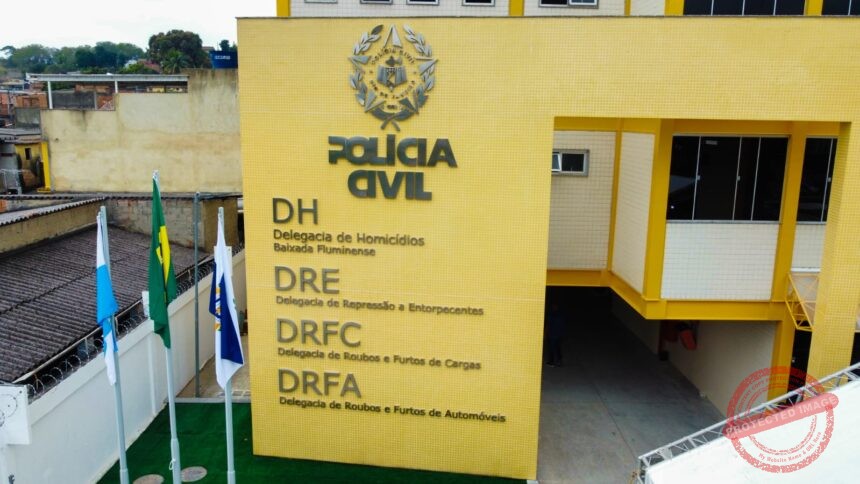 POLÍCIA
CIVIL
DH
Delegacia de Homicídios
Baixada Fluminense
DRE
Delegacia de Repressão a Entorpecentes
DRFC
Delegacia de Roubos e Furtos de Cargas
DRFA
Delegacia de Roubos e Furtos de Automóveis
PROTECTED IMAGE